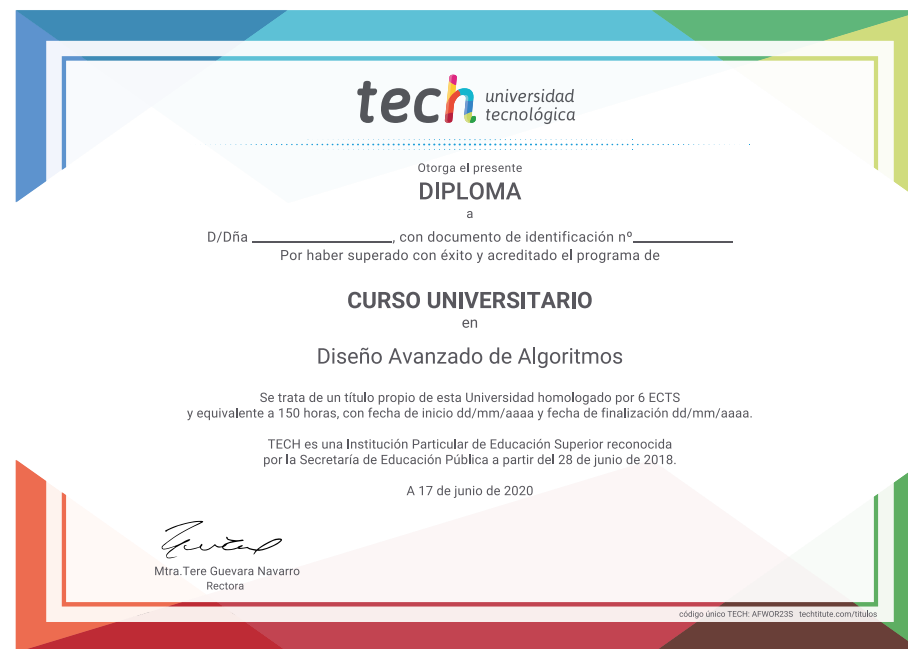 tech universidad
tecnológica
Otorga el presente
DIPLOMA
a
D/Dña ____________________, con documento de identificación nº______________
Por haber superado con éxito y acreditado el programa de
CURSO UNIVERSITARIO
en
Diseño Avanzado de Algoritmos
Se trata de un título propio de esta Universidad homologado por 6 ECTS
y equivalente a 150 horas, con fecha de inicio dd/mm/aaaa y fecha de finalización dd/mm/aaaa.
TECH es una Institución Particular de Educación Superior reconocida
por la Secretaría de Educación Pública a partir del 28 de junio de 2018.
A 17 de junio de 2020
Mtra.Tere Guevara Navarro
Rectora
código único TECH: AFWOR23S techtitute.com/titulos